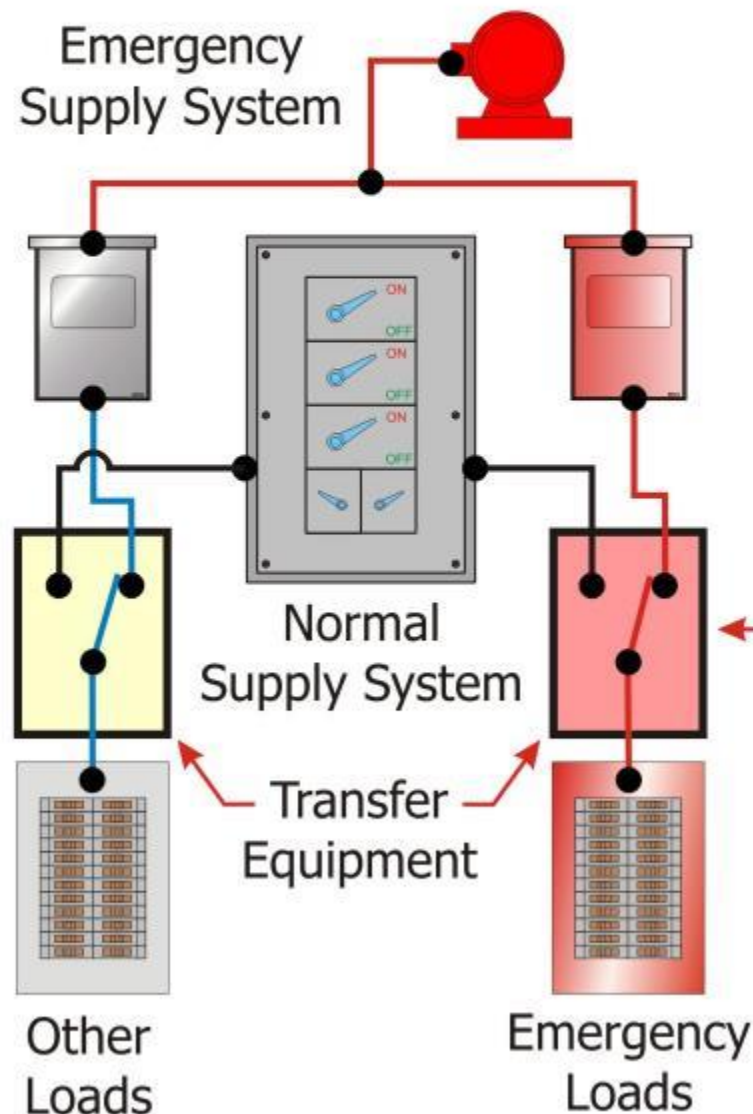 Emergency
Supply System
ON
OFF
ON
OFF
ON
OFF
Normal
Supply System
Transfer
Equipment
Other
Loads
Emergency
Loads